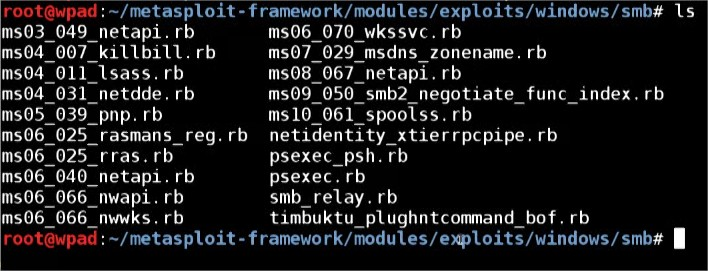 root@wpad:~/metasploit-framework/modules/exploits/windows/smb# ls
ms03_049_netapi.rb ms06_070_wkssvc.rb
ms04_007_killbill.rb ms07_029_msdns_zonename.rb
ms04_011_lsass.rb ms08_067_netapi.rb
ms04_031_netdde.rb ms09_050_smb2_negotiate_func_index.rb
ms05_039_pnp.rb ms10_061_spoolss.rb
ms06_025_rasmans_reg.rb netidentity_xtierrpcpipe.rb
ms06_025_rras.rb psexec_psh.rb
ms06_040_netapi.rb psexec.rb
ms06_066_nwapi.rb smb_relay.rb
ms06_066_nwwks.rb timbuktu_plughntcommand_bof.rb
root@wpad:~/metasploit-framework/modules/exploits/windows/smb#